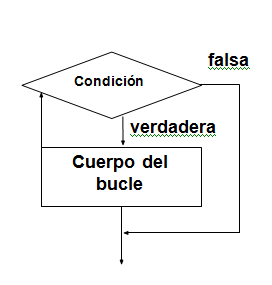 falsa
Condición
verdadera
Cuerpo del
bucle